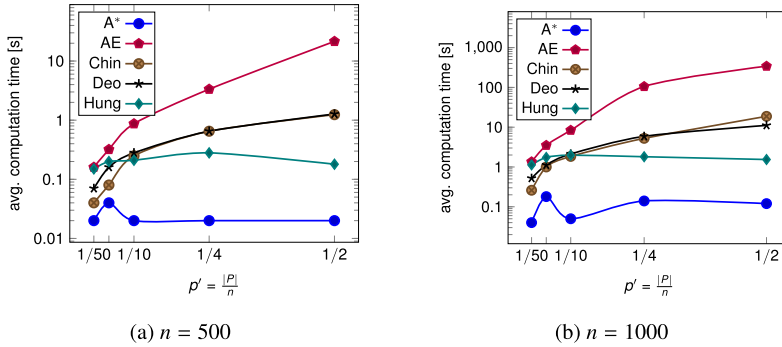 avg. computation time [s]
10
1
0.1
0.01
A*
AE
Chin
Deo
Hung
1/50
1/10
1/4
1/2
p′ = |P|/n
(a) n = 500
avg. computation time [s]
1,000
100
10
1
0.1
A*
AE
Chin
Deo
Hung
1/50
1/10
1/4
1/2
p′ = |P|/n
(b) n = 1000